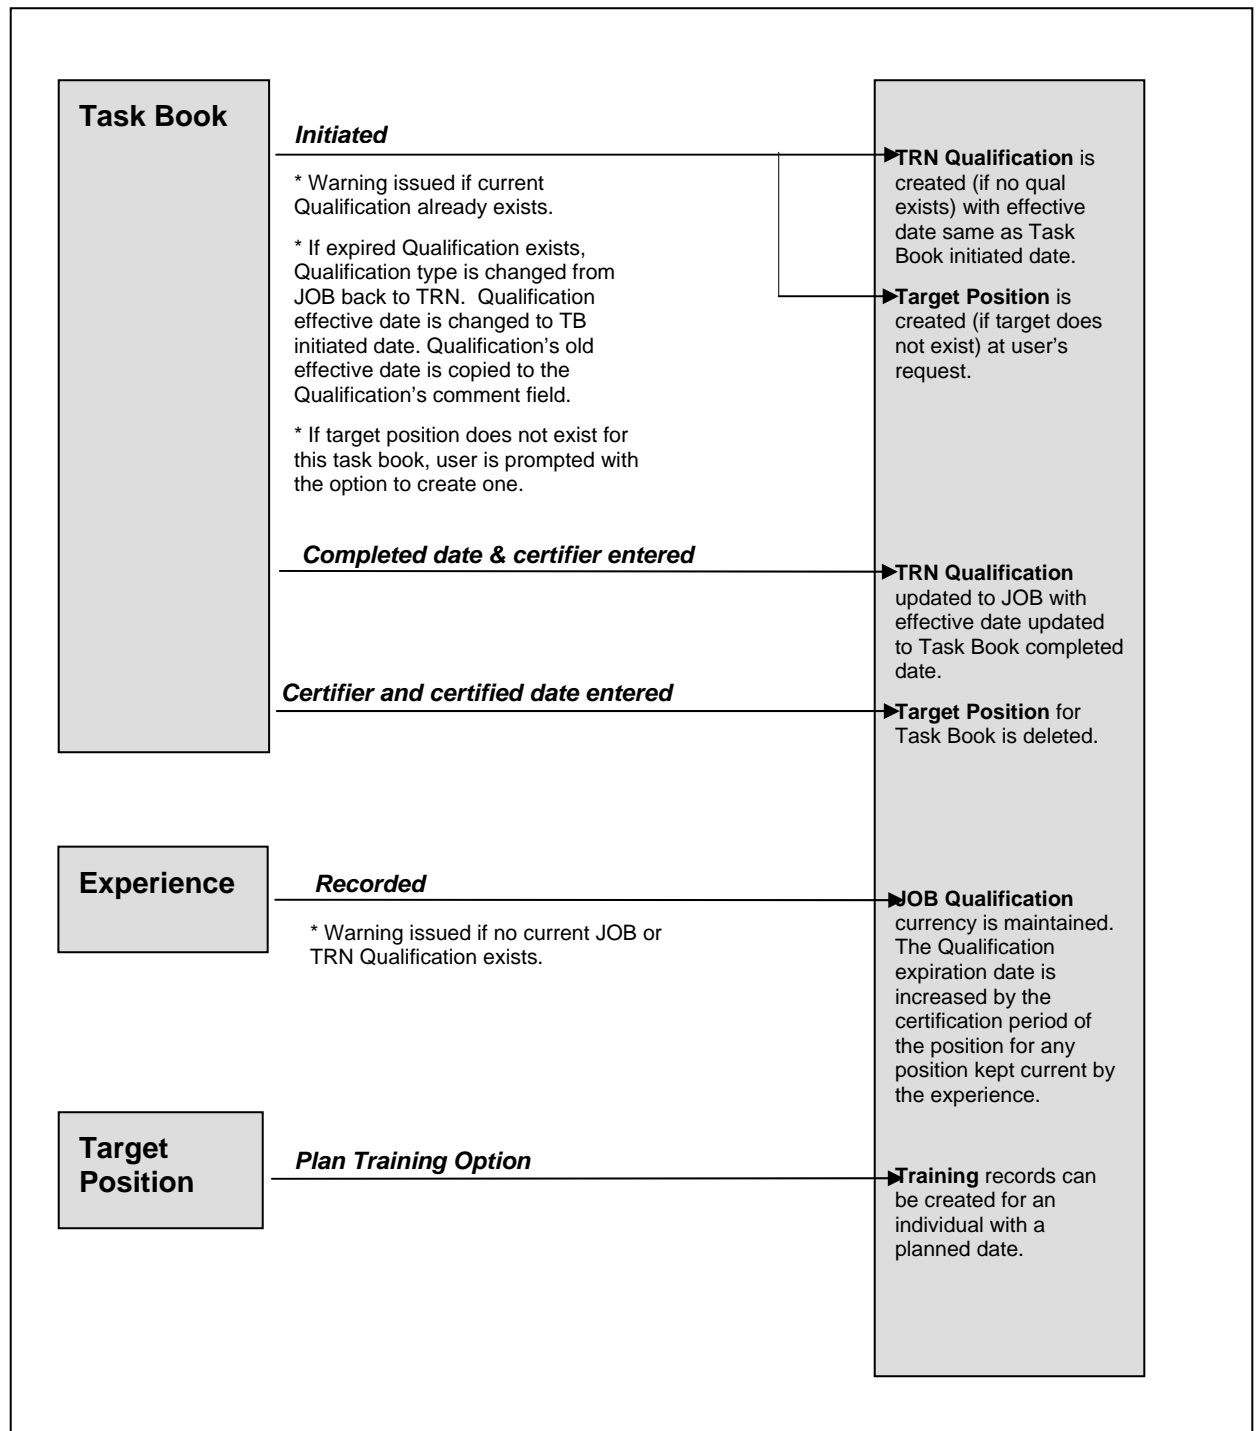 Task Book
Initiated
* Warning issued if current
Qualification already exists.
* If expired Qualification exists,
Qualification type is changed from
JOB back to TRN.  Qualification
effective date is changed to TB
initiated date. Qualification's old
effective date is copied to the
Qualification's comment field.
* If target position does not exist for
this task book, user is prompted with
the option to create one.
TRN Qualification is
created (if no qual
exists) with effective
date same as Task
Book initiated date.
Target Position is
created (if target does
not exist) at user's
request.
Completed date & certifier entered
TRN Qualification
updated to JOB with
effective date updated
to Task Book completed
date.
Certifier and certified date entered
Target Position for
Task Book is deleted.
Experience
Recorded
* Warning issued if no current JOB or
TRN Qualification exists.
JOB Qualification
currency is maintained.
The Qualification
expiration date is
increased by the
certification period of
the position for any
position kept current by
the experience.
Target
Position
Plan Training Option
Training records can
be created for an
individual with a
planned date.